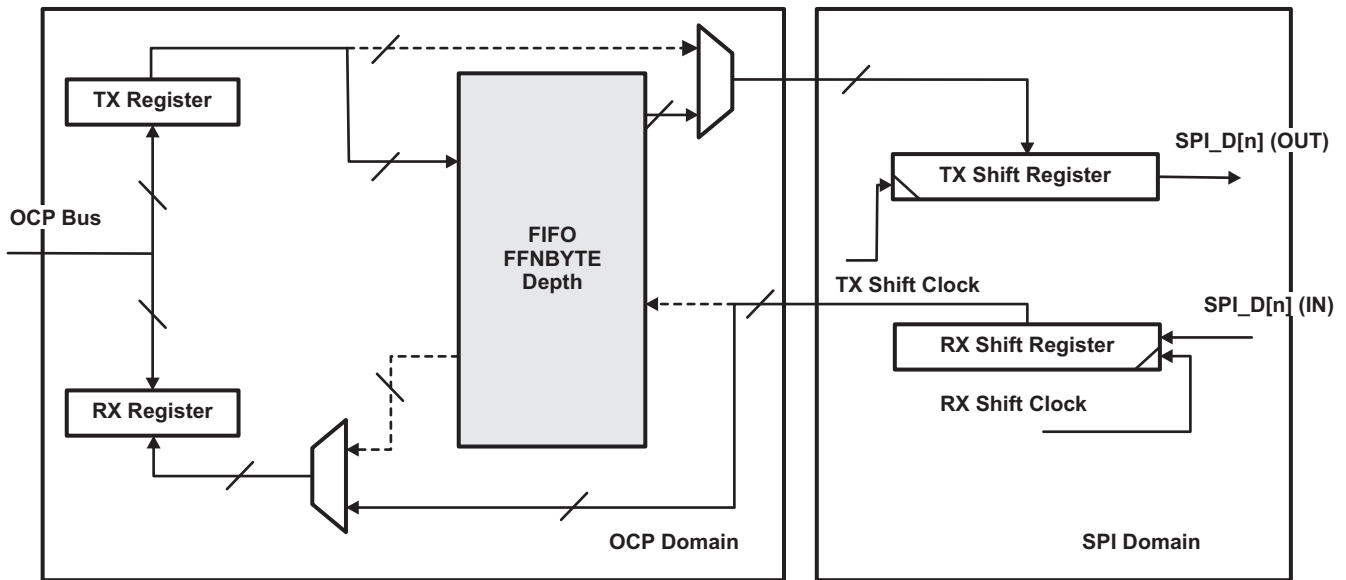 TX Register
OCP Bus
RX Register
FIFO
FFNBYTE
Depth
OCP Domain
SPI_D[n] (OUT)
TX Shift Register
TX Shift Clock
SPI_D[n] (IN)
RX Shift Register
RX Shift Clock
SPI Domain